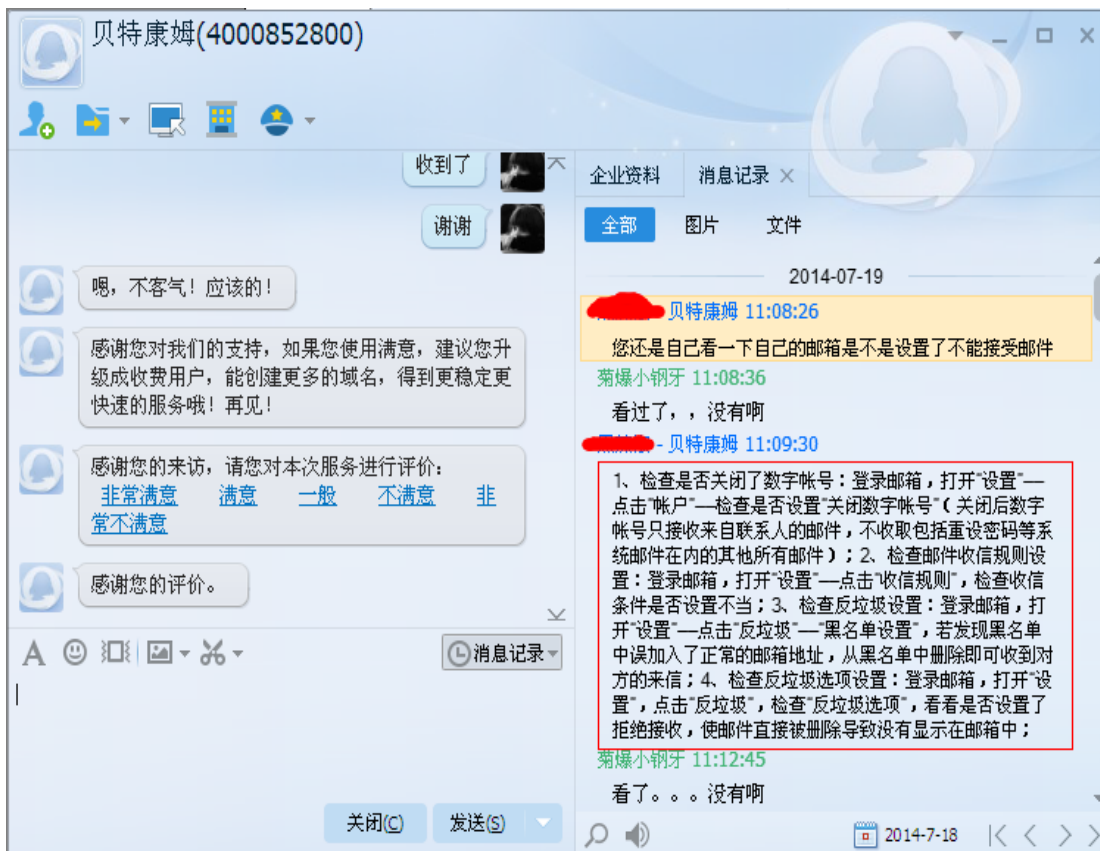 贝特康姆(4000852800)
收到了
谢谢
嗯，不客气！应该的！
感谢您对我们的支持，如果您使用满意，建议您升
级成收费用户，能创建更多的域名，得到更稳定更
快速的服务哦！再见！
感谢您的来访，请您对本次服务进行评价：
非常满意 满意 一般 不满意 非
常不满意
感谢您的评价。
消息记录
关闭(C) 发送(S)
企业资料 消息记录
全部 图片 文件
2014-07-19
- 贝特康姆 11:08:26
您还是自己看一下自己的邮箱是不是设置了不能接受邮件
菊爆小钢牙 11:08:36
看过了，，没有啊
- 贝特康姆 11:09:30
1、检查是否关闭了数字帐号：登录邮箱，打开"设置"—
点击"帐户"—检查是否设置"关闭数字帐号"（关闭后数字
帐号只接收来自联系人的邮件，不收取包括重设密码等系
统邮件在内的其他所有邮件）；2、检查邮件收信规则设
置：登录邮箱，打开"设置"—点击"收信规则"，检查收信
条件是否设置不当；3、检查反垃圾设置：登录邮箱，打
开"设置"—点击"反垃圾"—"黑名单设置"，若发现黑名单
中误加入了正常的邮箱地址，从黑名单中删除即可收到对
方的来信；4、检查反垃圾选项设置：登录邮箱，打开"设
置"，点击"反垃圾"，检查"反垃圾选项"，看看是否设置了
拒绝接收，使邮件直接被删除导致没有显示在邮箱中；
菊爆小钢牙 11:12:45
看了。。。没有啊
2014-7-18